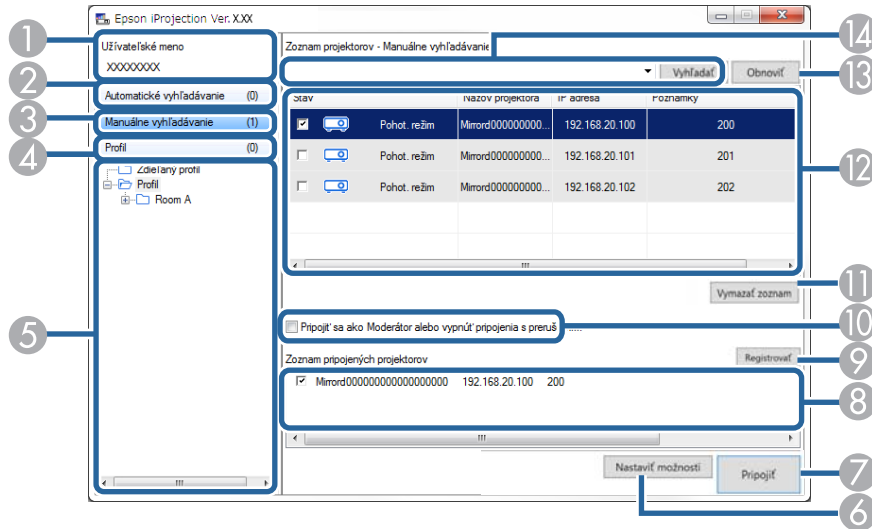 Epson iProjection Ver. X.XX
Užívateľské meno
XXXXXXXX
Automatické vyhľadávanie (0)
Manuálne vyhľadávanie (1)
Profil (0)
Zdieľaný profil
Profil
Room A
Zoznam projektorov - Manuálne vyhľadávanie
Vyhľadať
Obnoviť
Stav Názov projektora IP adresa Poznámky
Pohot. režim Mirrord000000000... 192.168.20.100 200
Pohot. režim Mirrord000000000... 192.168.20.101 201
Pohot. režim Mirrord000000000... 192.168.20.102 202
Vymazať zoznam
Pripojiť sa ako Moderátor alebo vypnúť pripojenia s preruš .....
Zoznam pripojených projektorov
Registrovať
Mirrord000000000000000000 192.168.20.100 200
Nastaviť možnosti
Pripojiť
1
2
3
4
5
6
7
8
9
10
11
12
13
14